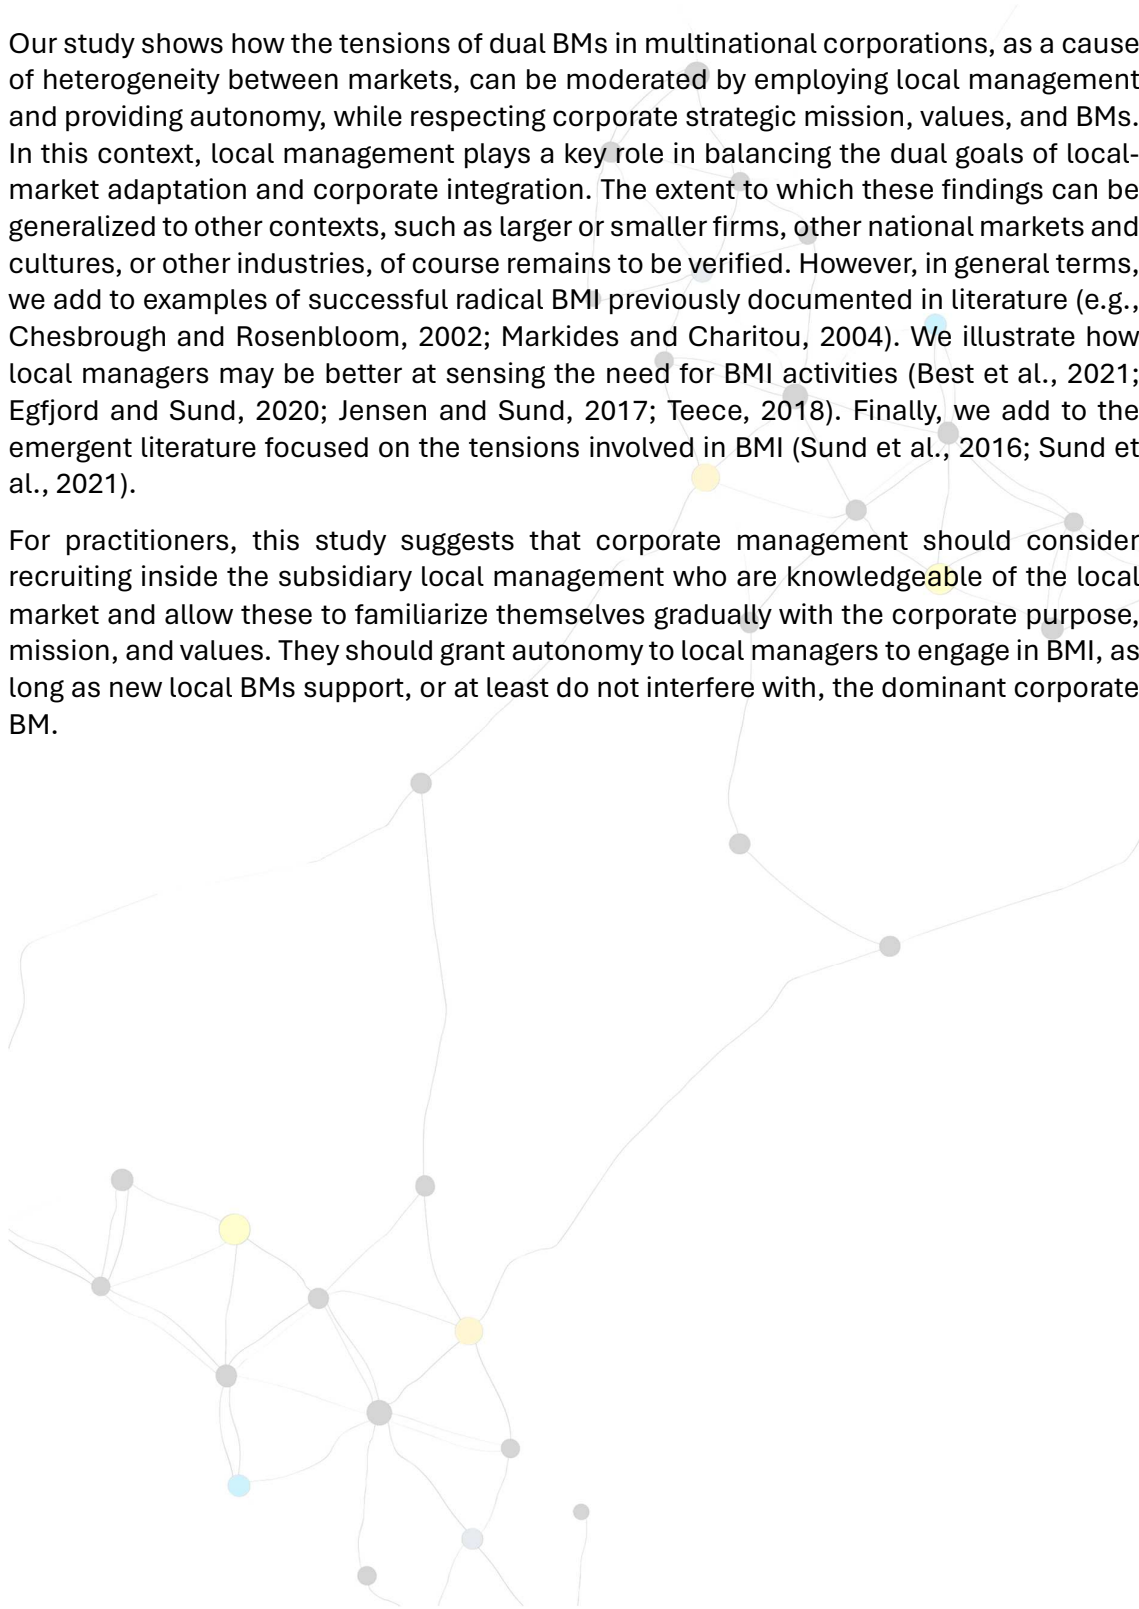 Our study shows how the tensions of dual BMs in multinational corporations, as a cause
of heterogeneity between markets, can be moderated by employing local management
and providing autonomy, while respecting corporate strategic mission, values, and BMs.
In this context, local management plays a key role in balancing the dual goals of local-
market adaptation and corporate integration. The extent to which these findings can be
generalized to other contexts, such as larger or smaller firms, other national markets and
cultures, or other industries, of course remains to be verified. However, in general terms,
we add to examples of successful radical BMI previously documented in literature (e.g.,
Chesbrough and Rosenbloom, 2002; Markides and Charitou, 2004). We illustrate how
local managers may be better at sensing the need for BMI activities (Best et al., 2021;
Egfjord and Sund, 2020; Jensen and Sund, 2017; Teece, 2018). Finally, we add to the
emergent literature focused on the tensions involved in BMI (Sund et al., 2016; Sund et
al., 2021).
For practitioners, this study suggests that corporate management should consider
recruiting inside the subsidiary local management who are knowledgeable of the local
market and allow these to familiarize themselves gradually with the corporate purpose,
mission, and values. They should grant autonomy to local managers to engage in BMI, as
long as new local BMs support, or at least do not interfere with, the dominant corporate
BM.